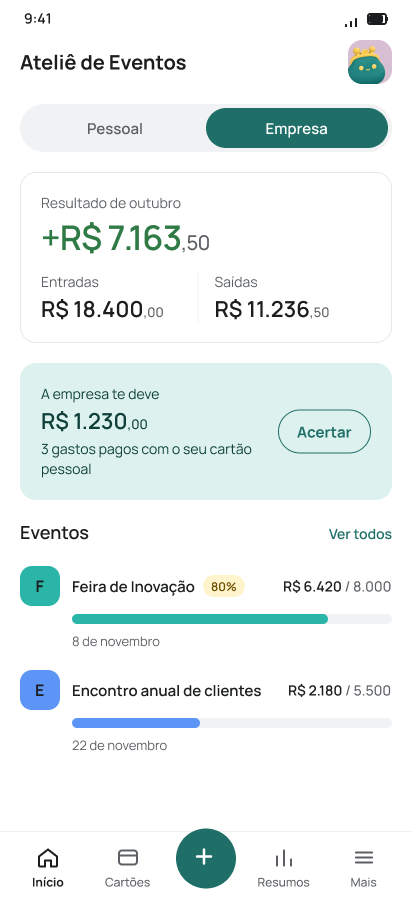 9:41
Ateliê de Eventos
Pessoal
Empresa
Resultado de outubro
+R$ 7.163,50
Entradas
Saídas
R$ 18.400,00
R$ 11.236,50
A empresa te deve
R$ 1.230,00
3 gastos pagos com o seu cartão
pessoal
Acertar
Eventos
Ver todos
F
Feira de Inovação
80%
R$ 6.420 / 8.000
8 de novembro
E
Encontro anual de clientes
R$ 2.180 / 5.500
22 de novembro
Início
Cartões
Resumos
Mais